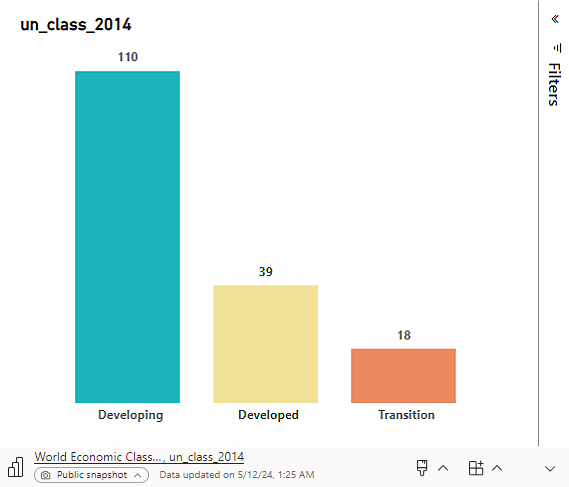 un_class_2014
110
39
18
Developing
Developed
Transition
Filters
World Economic Class..., un_class_2014
Public snapshot
Data updated on 5/12/24, 1:25 AM